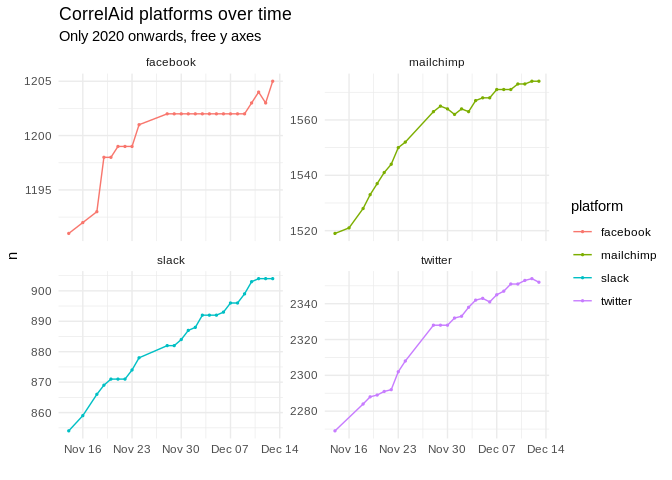 CorrelAid platforms over time
Only 2020 onwards, free y axes
facebook
mailchimp
1205
1200
1195
1560
1540
1520
n
slack
twitter
900
890
880
870
860
2340
2320
2300
2280
Nov 16 Nov 23 Nov 30 Dec 07 Dec 14
Nov 16 Nov 23 Nov 30 Dec 07 Dec 14
platform
facebook
mailchimp
slack
twitter